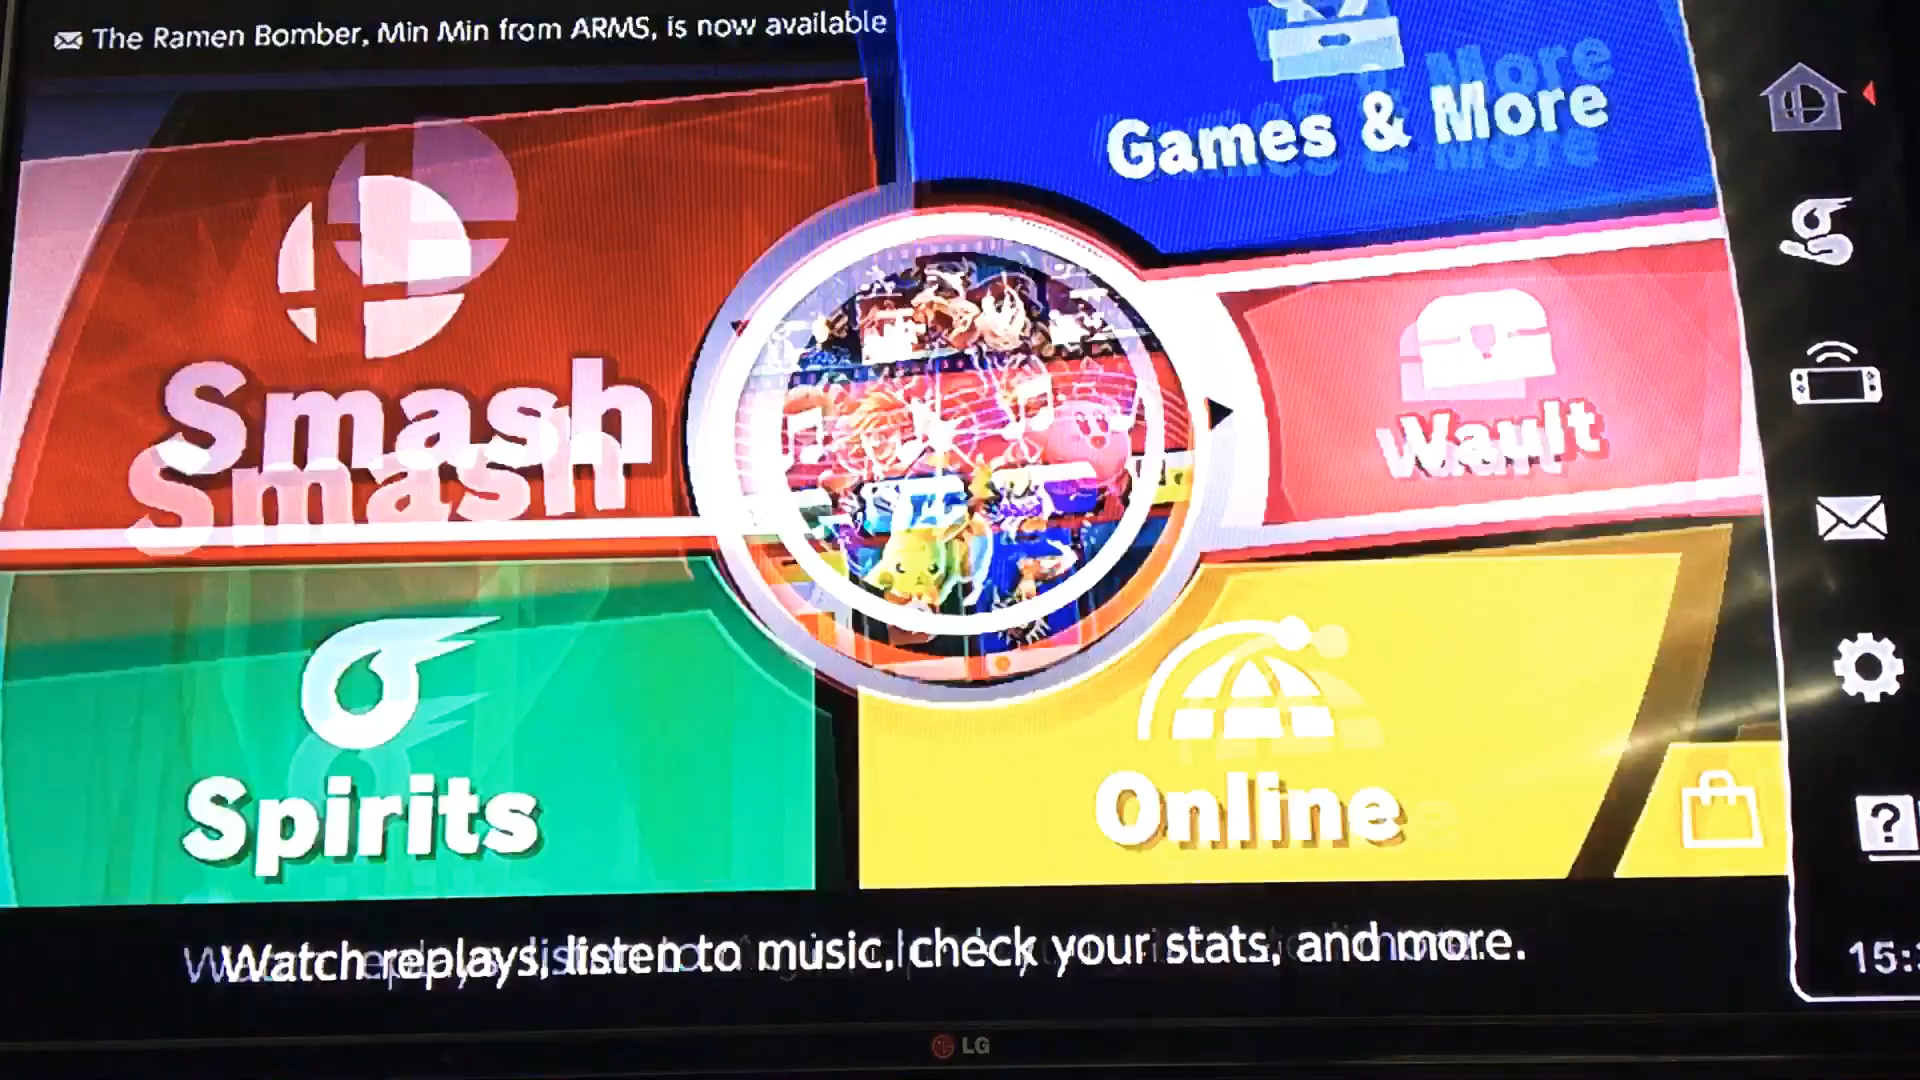 The Ramen Bomber, Min Min from ARMS, is now available
Games & More
Smash
Vault
Spirits
Online
Watch replays, listen to music, check your stats, and more.
15:
LG